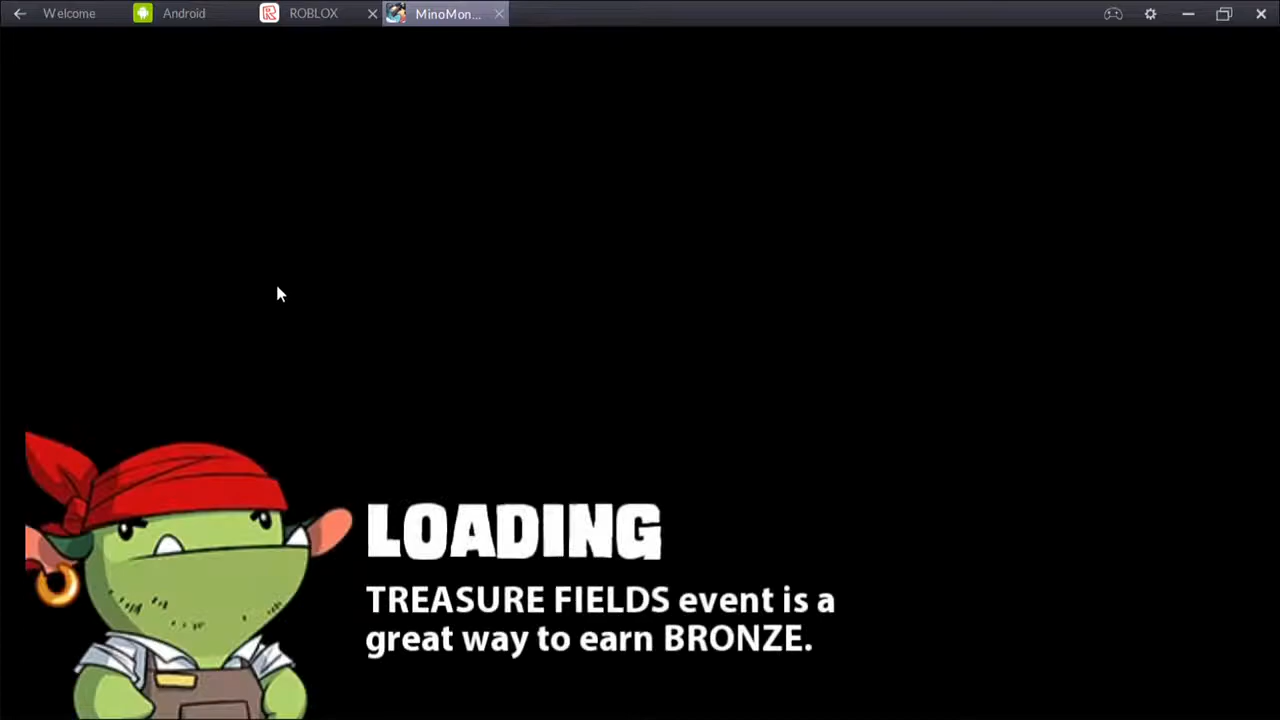 Welcome Android ROBLOX MinoMon...
LOADING
TREASURE FIELDS event is a
great way to earn BRONZE.